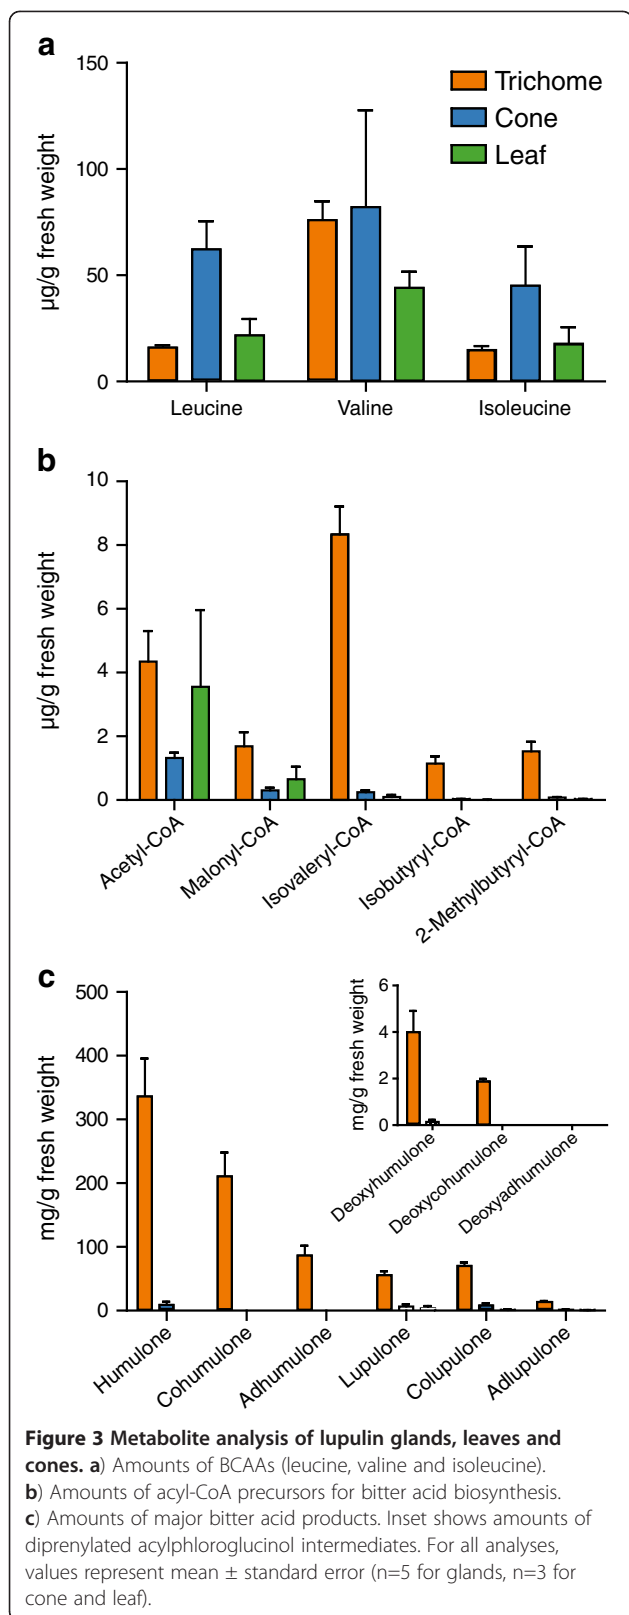 a
150
100
50
0
µg/g fresh weight
Trichome
Cone
Leaf
Leucine Valine Isoleucine
b
10
8
6
4
2
0
µg/g fresh weight
Acetyl-CoA
Malonyl-CoA
Isovaleryl-CoA
Isobutyryl-CoA
2-Methylbutyryl-CoA
c
500
400
300
200
100
0
mg/g fresh weight
6
4
2
0
mg/g fresh weight
Deoxyhumulone
Deoxycohumulone
Deoxyadhumulone
Humulone
Cohumulone
Adhumulone
Lupulone
Colupulone
Adlupulone
Figure 3 Metabolite analysis of lupulin glands, leaves and
cones. a) Amounts of BCAAs (leucine, valine and isoleucine).
b) Amounts of acyl-CoA precursors for bitter acid biosynthesis.
c) Amounts of major bitter acid products. Inset shows amounts of
diprenylated acylphloroglucinol intermediates. For all analyses,
values represent mean ± standard error (n=5 for glands, n=3 for
cone and leaf).